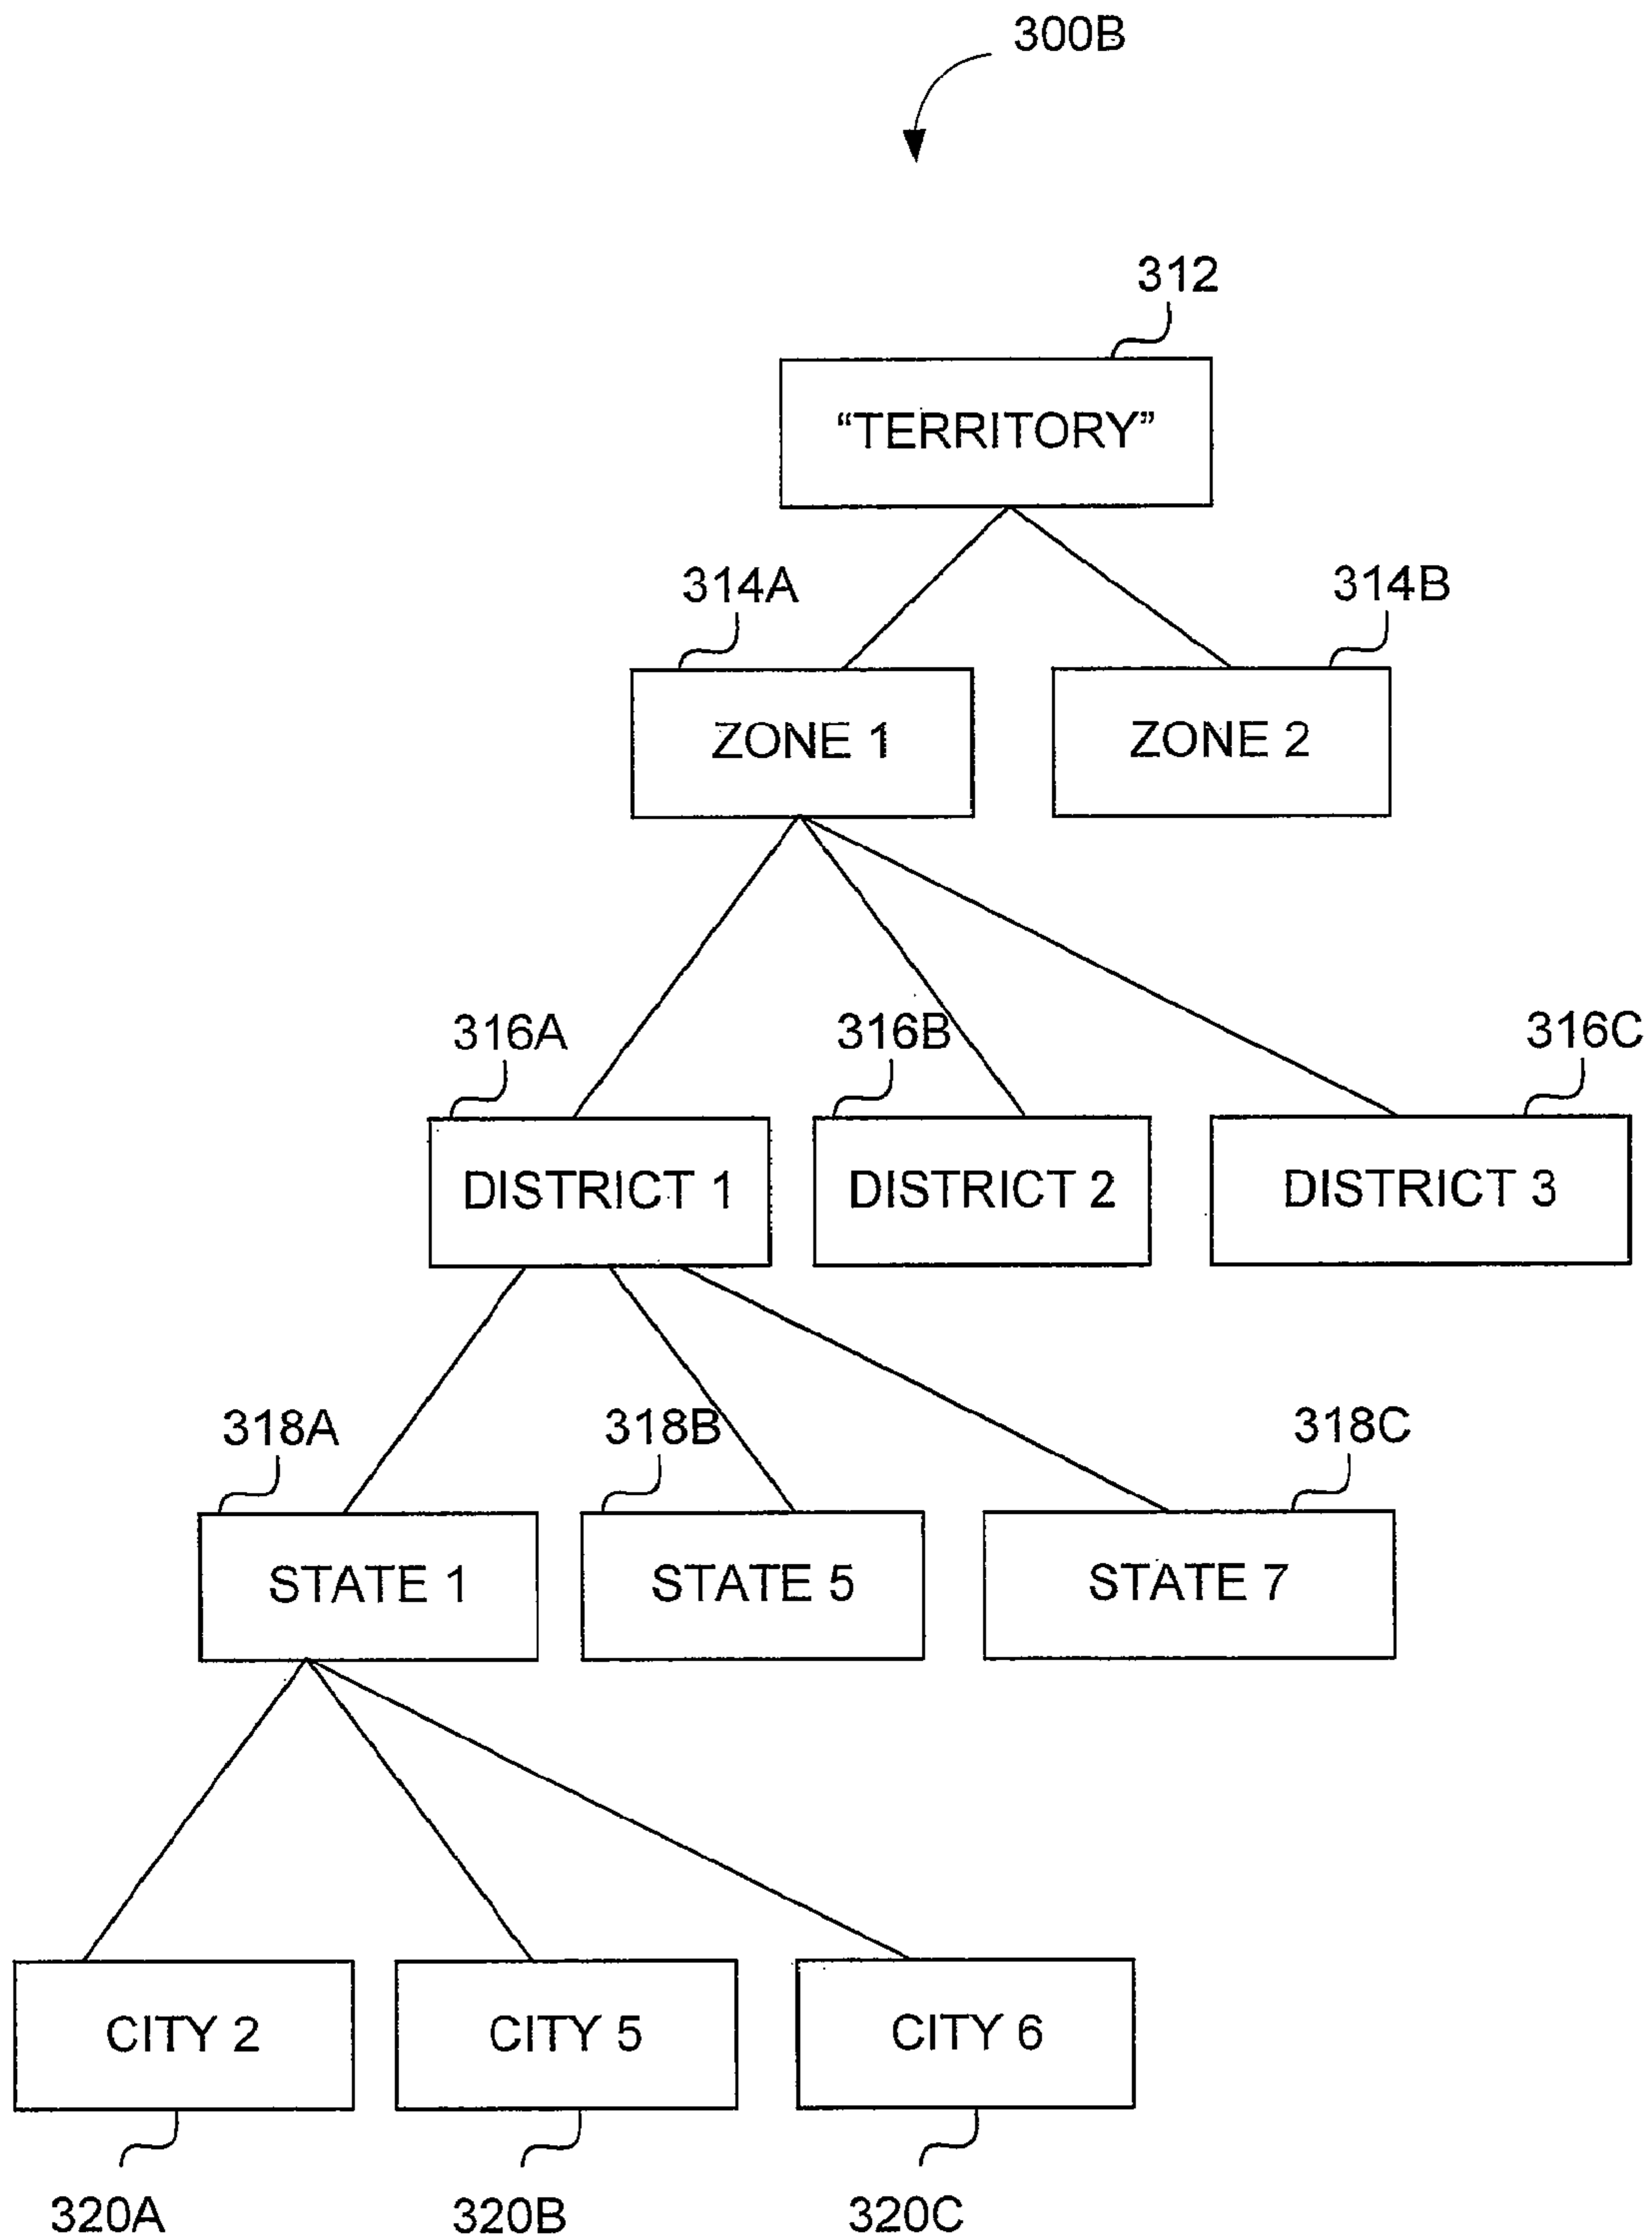 300B
312
“TERRITORY”
314A
314B
ZONE 1
ZONE 2
316A
316B
316C
DISTRICT 1
DISTRICT 2
DISTRICT 3
318A
318B
318C
STATE 1
STATE 5
STATE 7
CITY 2
CITY 5
CITY 6
320A
320B
320C